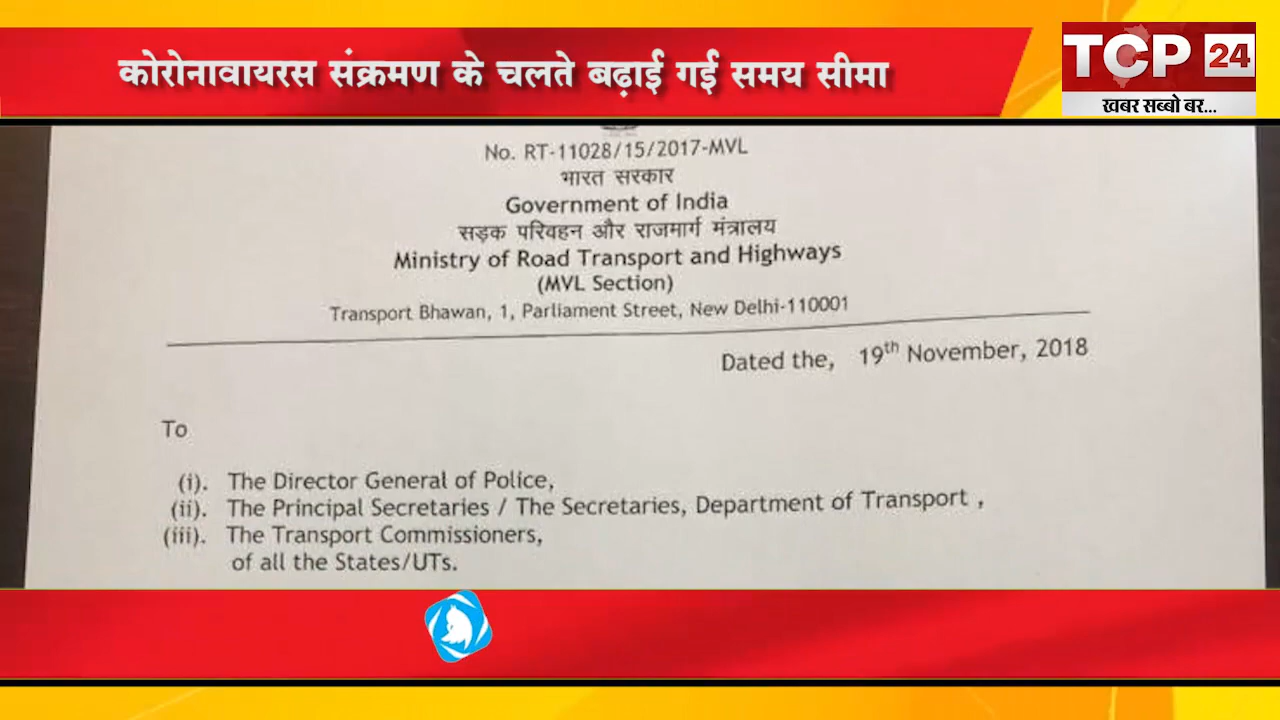 कोरोनावायरस संक्रमण के चलते बढ़ाई गई समय सीमा
TCP 24
खबर सब्बो बर...
No. RT-11028/15/2017-MVL
भारत सरकार
Government of India
सड़क परिवहन और राजमार्ग मंत्रालय
Ministry of Road Transport and Highways
(MVL Section)
Transport Bhawan, 1, Parliament Street, New Delhi-110001
Dated the, 19th November, 2018
To
(i). The Director General of Police,
(ii). The Principal Secretaries / The Secretaries, Department of Transport ,
(iii). The Transport Commissioners,
of all the States/UTs.